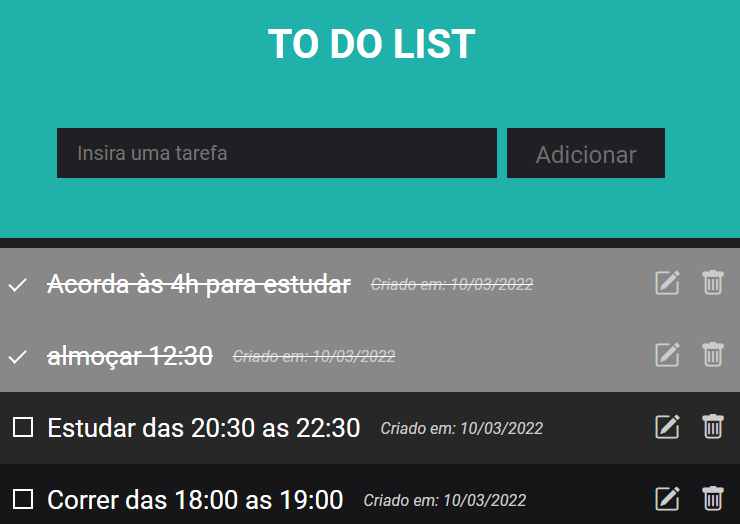 TO DO LIST
Insira uma tarefa Adicionar
Acorda às 4h para estudar Criado em: 10/03/2022
almoçar 12:30 Criado em: 10/03/2022
Estudar das 20:30 as 22:30 Criado em: 10/03/2022
Correr das 18:00 as 19:00 Criado em: 10/03/2022